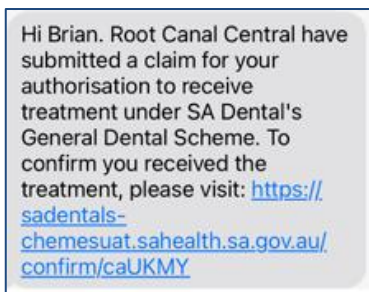 Hi Brian. Root Canal Central have
submitted a claim for your
authorisation to receive
treatment under SA Dental's
General Dental Scheme. To
confirm you received the
treatment, please visit: https://
sadentals-
chemesuat.sahealth.sa.gov.au/
confirm/caUKMY